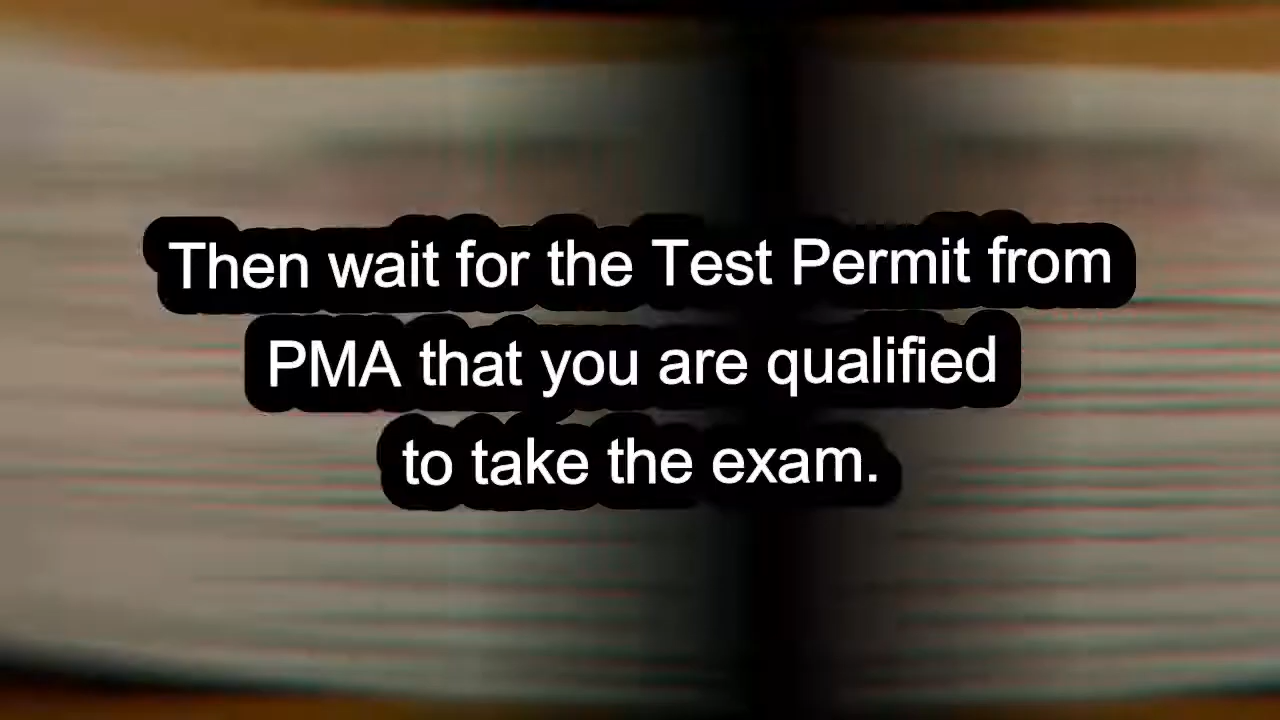 Then wait for the Test Permit from
PMA that you are qualified
to take the exam.